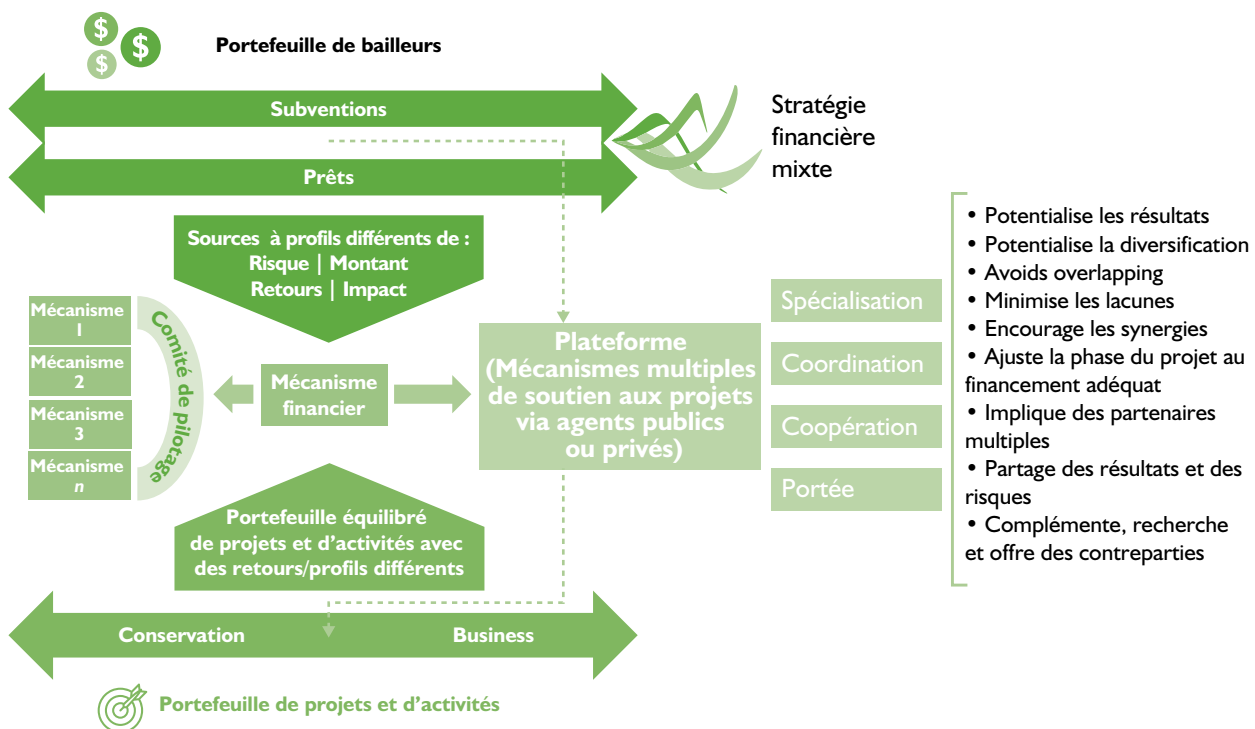 $
$
$
Portefeuille de bailleurs
Subventions
Stratégie
financière
mixte
Prêts
Sources à profils différents de :
Risque | Montant
Retours | Impact
Mécanisme
1
Mécanisme
2
Mécanisme
3
Mécanisme
n
Comité de pilotage
Mécanisme
financier
Plateforme
(Mécanismes multiples
de soutien aux projets
via agents publics
ou privés)
Spécialisation
Coordination
Coopération
Portée
• Potentialise les résultats
• Potentialise la diversification
• Avoids overlapping
• Minimise les lacunes
• Encourage les synergies
• Ajuste la phase du projet au
financement adéquat
• Implique des partenaires
multiples
• Partage des résultats et des
risques
• Complémente, recherche
et offre des contreparties
Portefeuille équilibré
de projets et d’activités avec
des retours/profils différents
Conservation
Business
Portefeuille de projets et d’activités